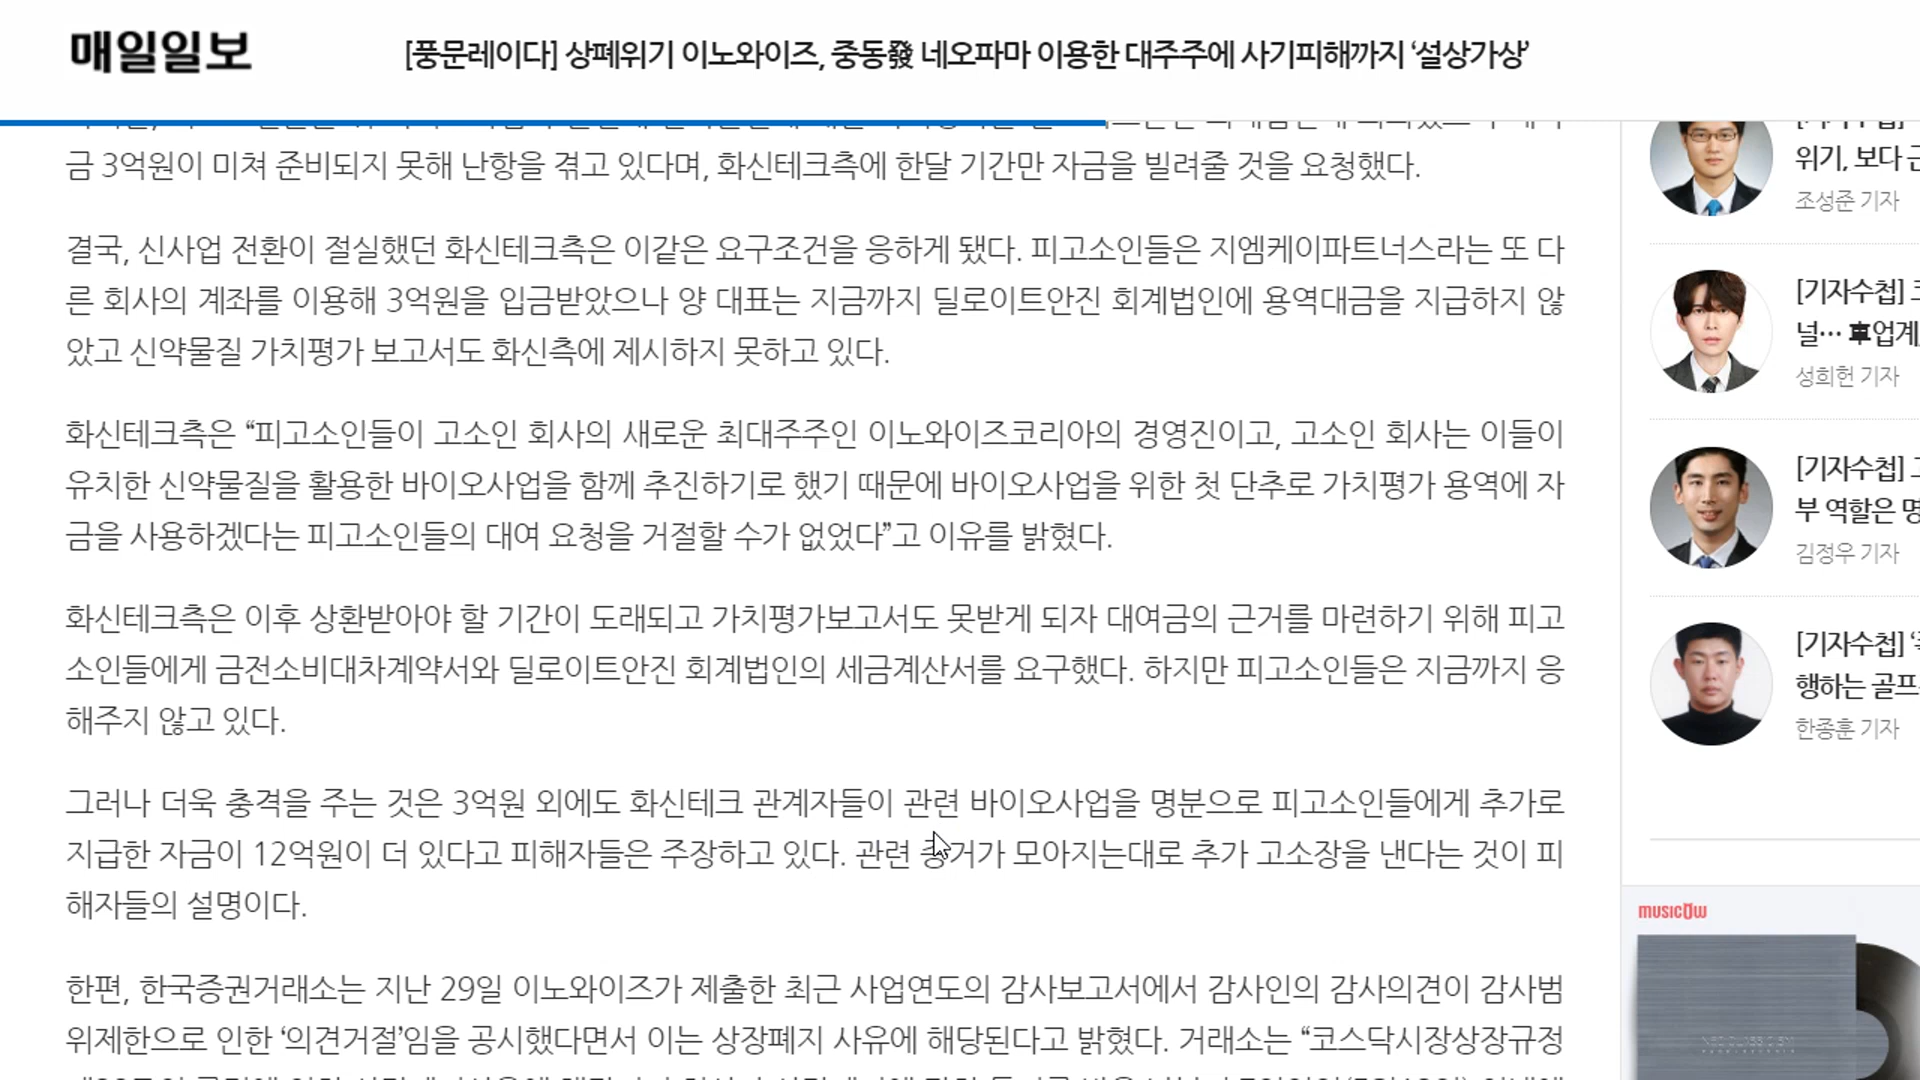 매일일보
[풍문레이다] 상폐위기 이노와이즈, 중동發 네오파마 이용한 대주주에 사기피해까지 ‘설상가상’
금 3억원이 미쳐 준비되지 못해 난항을 겪고 있다며, 화신테크측에 한달 기간만 자금을 빌려줄 것을 요청했다.
결국, 신사업 전환이 절실했던 화신테크측은 이같은 요구조건을 응하게 됐다. 피고소인들은 지엠케이파트너스라는 또 다
른 회사의 계좌를 이용해 3억원을 입금받았으나 양 대표는 지금까지 딜로이트안진 회계법인에 용역대금을 지급하지 않
았고 신약물질 가치평가 보고서도 화신측에 제시하지 못하고 있다.
화신테크측은 “피고소인들이 고소인 회사의 새로운 최대주주인 이노와이즈코리아의 경영진이고, 고소인 회사는 이들이
유치한 신약물질을 활용한 바이오사업을 함께 추진하기로 했기 때문에 바이오사업을 위한 첫 단추로 가치평가 용역에 자
금을 사용하겠다는 피고소인들의 대여 요청을 거절할 수가 없었다”고 이유를 밝혔다.
화신테크측은 이후 상환받아야 할 기간이 도래되고 가치평가보고서도 못받게 되자 대여금의 근거를 마련하기 위해 피고
소인들에게 금전소비대차계약서와 딜로이트안진 회계법인의 세금계산서를 요구했다. 하지만 피고소인들은 지금까지 응
해주지 않고 있다.
그러나 더욱 충격을 주는 것은 3억원 외에도 화신테크 관계자들이 관련 바이오사업을 명분으로 피고소인들에게 추가로
지급한 자금이 12억원이 더 있다고 피해자들은 주장하고 있다. 관련 증거가 모아지는대로 추가 고소장을 낸다는 것이 피
해자들의 설명이다.
한편, 한국증권거래소는 지난 29일 이노와이즈가 제출한 최근 사업연도의 감사보고서에서 감사인의 감사의견이 감사범
위제한으로 인한 ‘의견거절’임을 공시했다면서 이는 상장폐지 사유에 해당된다고 밝혔다. 거래소는 “코스닥시장상장규정
위기, 보다
조성준 기자
[기자수첩]
널… 車업계
성희헌 기자
[기자수첩]
부 역할은
김정우 기자
[기자수첩]
행하는 골프
한종훈 기자
MUSICOW